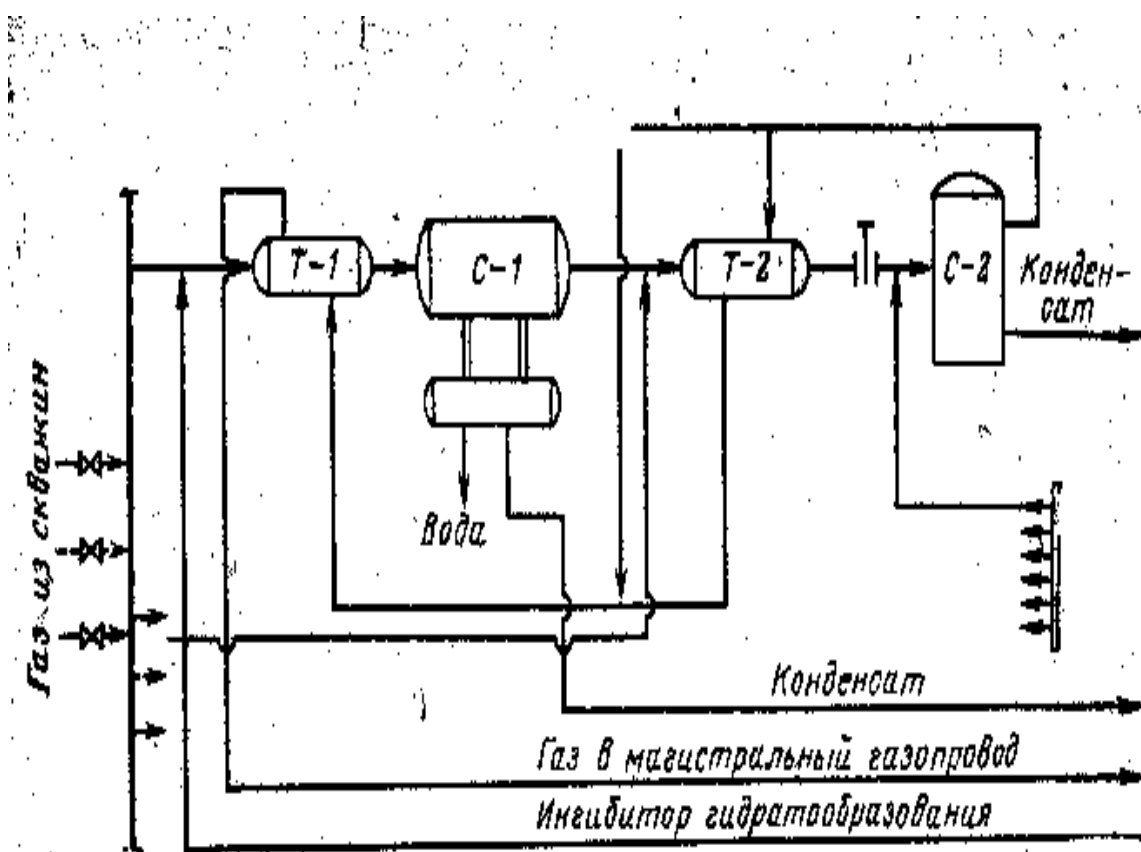 Т-1
С-1
Т-2
С-2
Конден-
сат
Газ из скважин
Вода
Конденсат
Газ в магистральный газопровод
Ингибитор гидратообразования